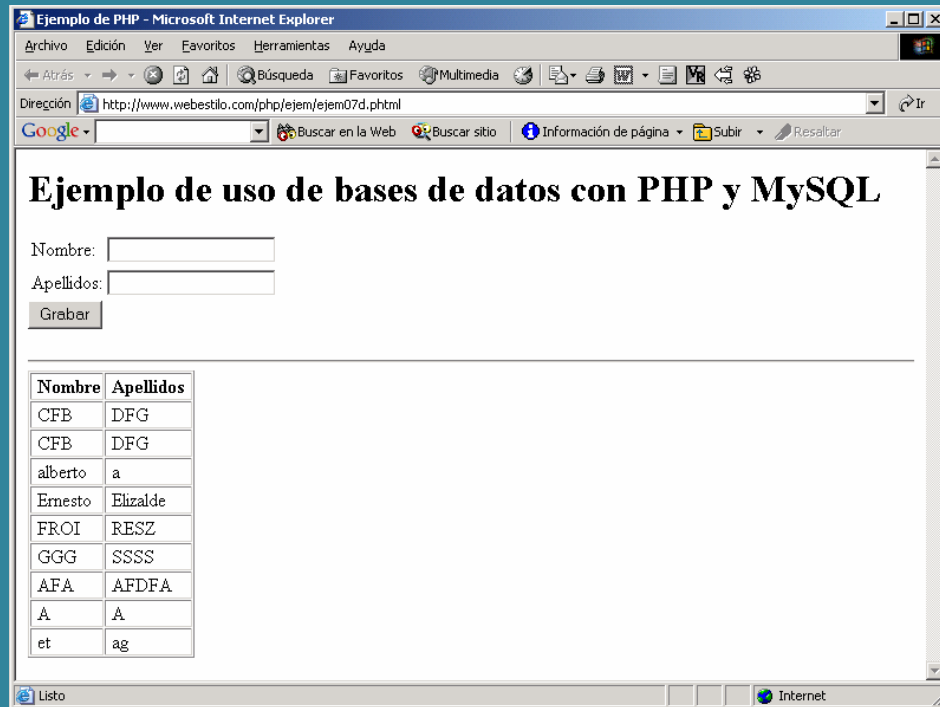 Ejemplo de PHP - Microsoft Internet Explorer
Archivo Edición Ver Favoritos Herramientas Ayuda
Atrás Búsqueda Favoritos Multimedia
Dirección http://www.webestilo.com/php/ejem/ejem07d.phtml Ir
Google Buscar en la Web Buscar sitio Información de página Subir Resaltar
Ejemplo de uso de bases de datos con PHP y MySQL
Nombre:
Apellidos:
Grabar
Nombre Apellidos
CFB DFG
CFB DFG
alberto a
Ernesto Elizalde
FROI RESZ
GGG SSSS
AFA AFDFA
A A
et ag
Listo Internet